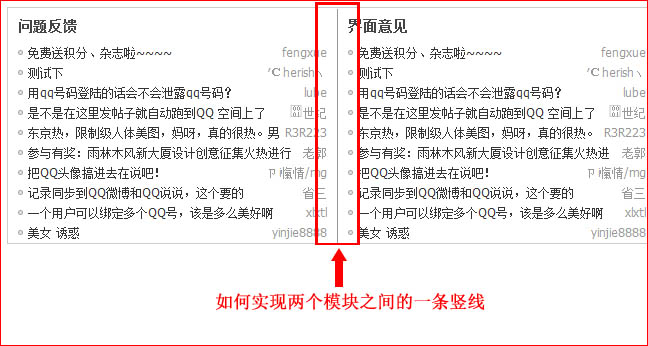 问题反馈
免费送积分、杂志啦~~~~ fengxue
测试下 ℃ herish
用qq号码登陆的话会不会泄露qq号码? lube
是不是在这里发帖子就自动跑到QQ 空间上了 世纪
东京热，限制级人体美图，妈呀，真的很热。男 R3R223
参与有奖：雨林木风新大厦设计创意征集火热进行 老郭
把QQ头像搞进去在说吧! 愾情/mg
记录同步到QQ微博和QQ说说，这个要的 省三
一个用户可以绑定多个QQ号，该是多么美好啊 xlxtl
美女 诱惑 yinjie8888
界面意见
免费送积分、杂志啦~~~~ fengxue
测试下 ℃ herish
用qq号码登陆的话会不会泄露qq号码? lube
是不是在这里发帖子就自动跑到QQ 空间上了 世纪
东京热，限制级人体美图，妈呀，真的很热。 R3R223
参与有奖：雨林木风新大厦设计创意征集火热进 老郭
把QQ头像搞进去在说吧! 情/mg
记录同步到QQ微博和QQ说说，这个要的 省三
一个用户可以绑定多个QQ号，该是多么美好啊 xlxtl
美女 诱惑 yinjie8888
如何实现两个模块之间的一条竖线